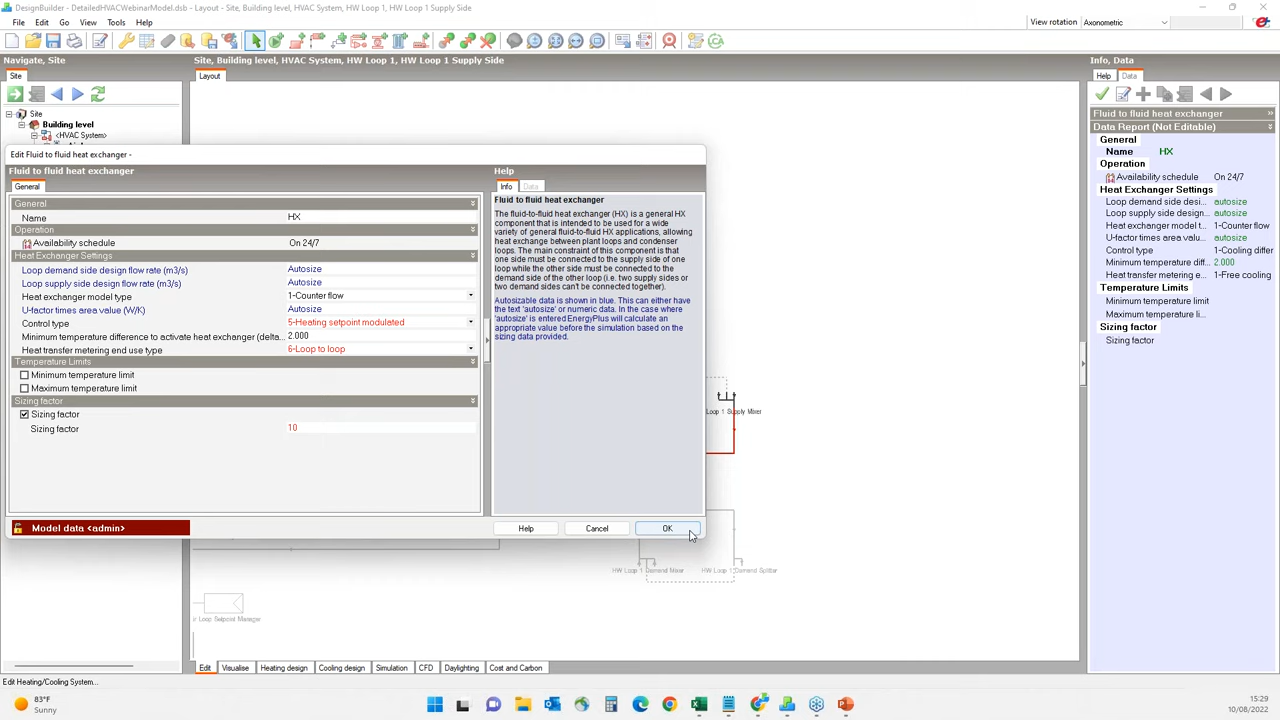 DesignBuilder - DetailedHVACWebinarModel.dsb - Layout - Site, Building level, HVAC System, HW Loop 1, HW Loop 1 Supply Side
File Edit Go View Tools Help
View rotation Axonometric
Navigate, Site
Site
Site
Building level
<HVAC System>
Site, Building level, HVAC System, HW Loop 1, HW Loop 1 Supply Side
Layout
Edit Fluid to fluid heat exchanger -
Fluid to fluid heat exchanger
General
General
Name HX
Operation
Availability schedule On 24/7
Heat Exchanger Settings
Loop demand side design flow rate (m3/s) Autosize
Loop supply side design flow rate (m3/s) Autosize
Heat exchanger model type 1-Counter flow
U-factor times area value (W/K) Autosize
Control type 5-Heating setpoint modulated
Minimum temperature difference to activate heat exchanger (delta... 2.000
Heat transfer metering end use type 6-Loop to loop
Temperature Limits
Minimum temperature limit
Maximum temperature limit
Sizing factor
Sizing factor
Sizing factor 10
Model data <admin>
Help
Info Data
Fluid to fluid heat exchanger
The fluid-to-fluid heat exchanger (HX) is a general HX
component that is intended to be used for a wide
variety of general fluid-to-fluid HX applications, allowing
heat exchange between plant loops and condenser
loops. The main constraint of this component is that
one side must be connected to the supply side of one
loop while the other side must be connected to the
demand side of the other loop (i.e. two supply sides or
two demand sides can't be connected together).
Autosizable data is shown in blue. This can either have
the text 'autosize' or numeric data. In the case where
'autosize' is entered EnergyPlus will calculate an
appropriate value before the simulation based on the
sizing data provided.
Help Cancel OK
Loop 1 Supply Mixer
HW Loop 1 Demand Mixer HW Loop 1 Demand Splitter
Loop Setpoint Manager
Edit Visualise Heating design Cooling design Simulation CFD Daylighting Cost and Carbon
Info, Data
Help Data
Fluid to fluid heat exchanger
Data Report (Not Editable)
General
Name HX
Operation
Availability schedule On 24/7
Heat Exchanger Settings
Loop demand side desi... autosize
Loop supply side design... autosize
Heat exchanger model t... 1-Counter flow
U-factor times area valu... autosize
Control type 1-Cooling differ
Minimum temperature diff... 2.000
Heat transfer metering e... 1-Free cooling
Temperature Limits
Minimum temperature limit
Maximum temperature li...
Sizing factor
Sizing factor
Edit Heating/Cooling System...
83°F
Sunny
15:29
10/08/2022